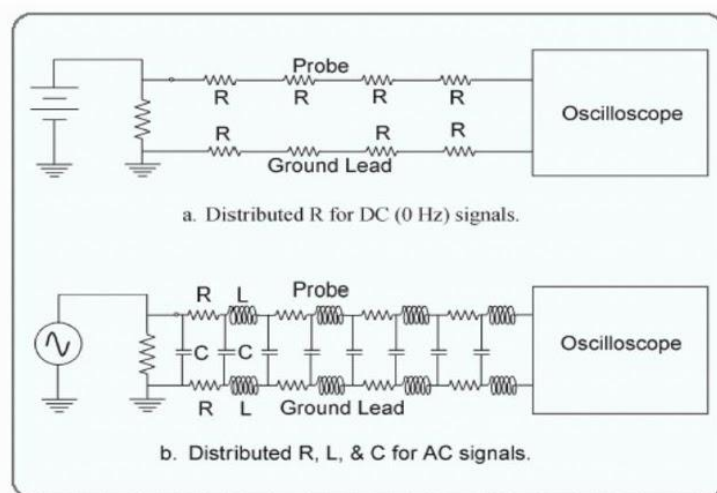 Probe
R R R R
Oscilloscope
R R R
Ground Lead
a. Distributed R for DC (0 Hz) signals.
R L Probe
C C
Oscilloscope
R L Ground Lead
b. Distributed R, L, & C for AC signals.